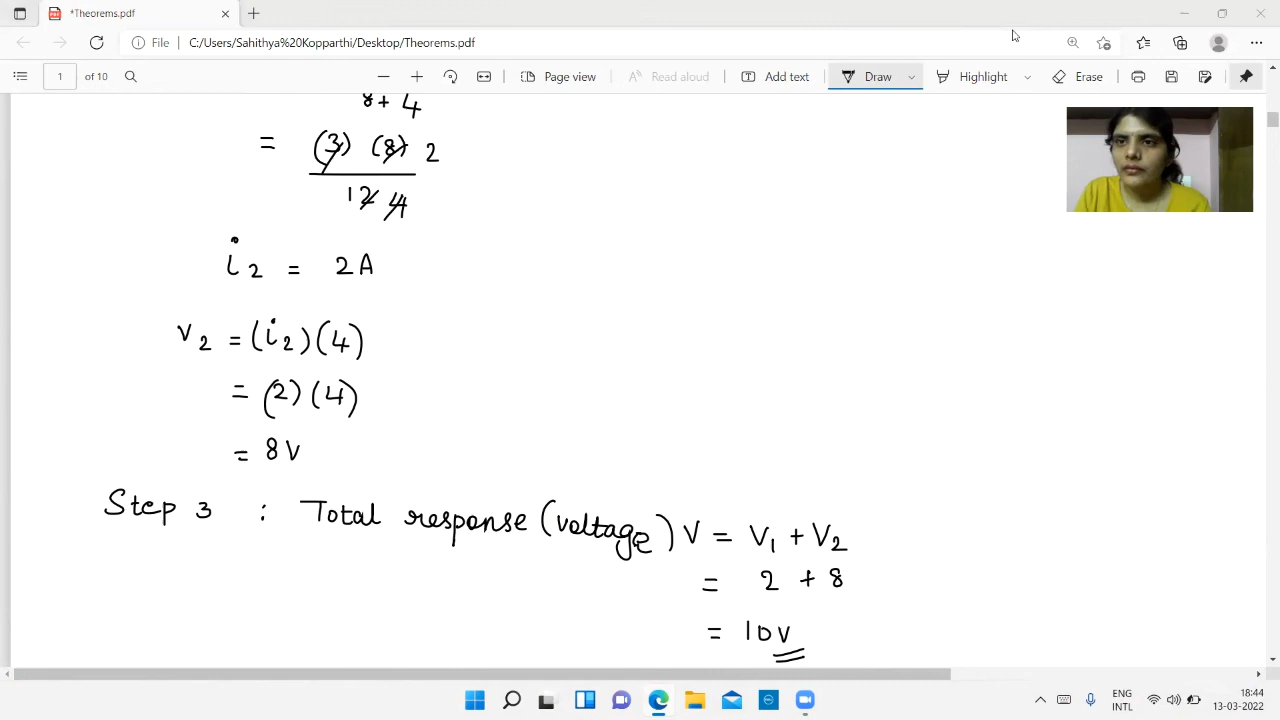 *Theorems.pdf
File | C:/Users/Sahithya%20Kopparthi/Desktop/Theorems.pdf
1 of 10 Page view Read aloud Add text Draw Highlight Erase
8+ 4
= (3) (8) 2
12 4
i2 = 2A
V2 = (i2)(4)
= (2) (4)
= 8V
Step 3 : Total response (voltage) V = V1 + V2
= 2 + 8
= 10V
ENG 18:44
INTL 13-03-2022